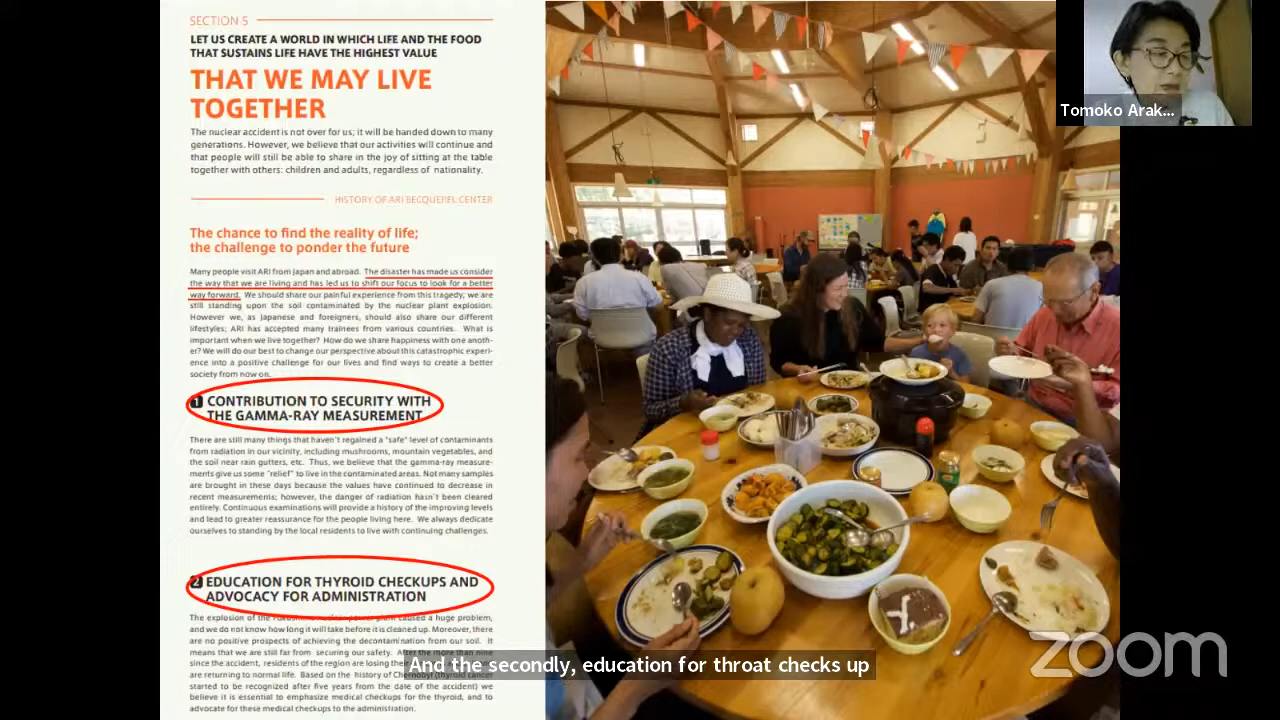 SECTION 5
LET US CREATE A WORLD IN WHICH LIFE AND THE FOOD
THAT SUSTAINS LIFE HAVE THE HIGHEST VALUE
THAT WE MAY LIVE
TOGETHER
The nuclear accident is not over for us; it will be handed down to many
generations. However, we believe that our activities will continue and
that people will still be able to share in the joy of sitting at the table
together with others: children and adults, regardless of nationality.
HISTORY OF ARI BECQUEREL CENTER
The chance to find the reality of life;
the challenge to ponder the future
Many people visit ARI from Japan and abroad. The disaster has made us consider
the way that we are living and has led us to shift our focus to look for a better
way forward. We should share our painful experience from this tragedy; we are
still standing upon the soil contaminated by the nuclear plant explosion.
However we, as Japanese and foreigners, should also share our different
lifestyles; ARI has accepted many trainees from various countries. What is
important when we live together? How do we share happiness with one anoth-
er? We will do our best to change our perspective about this catastrophic experi-
ence into a positive challenge for our lives and find ways to create a better
society from now on.
1 CONTRIBUTION TO SECURITY WITH
THE GAMMA-RAY MEASUREMENT
There are still many things that haven't regained a "safe" level of contaminants
from radiation in our vicinity, including mushrooms, mountain vegetables, and
the soil near rain gutters, etc. Thus, we believe that the gamma-ray measure-
ments give us some "relief" to live in the contaminated areas. Not many samples
are brought in these days because the values have continued to decrease in
recent measurements; however, the danger of radiation hasn't been cleared
entirely. Continuous examinations will provide a history of the improving levels
and lead to greater reassurance for the people living here. We always dedicate
ourselves to standing by the local residents to live with continuing challenges.
2 EDUCATION FOR THYROID CHECKUPS AND
ADVOCACY FOR ADMINISTRATION
The explosion of the Fukushima nuclear power plant caused a huge problem,
and we do not know how long it will take before it is cleaned up. Moreover, there
are no positive prospects of achieving the decontamination from our soil. It
means that we are still far from securing our safety. After the more than nine
since the accident, residents of the region are losing the
are returning to normal life. Based on the history of Chernobyl (thyroid cancer
started to be recognized after five years from the date of the accident) we
believe it is essential to emphasize medical checkups for the thyroid, and to
advocate for these medical checkups to the administration.
And the secondly, education for throat checks up
Tomoko Arak...
zoom